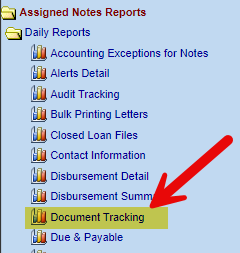 Assigned Notes Reports
Daily Reports
Accounting Exceptions for Notes
Alerts Detail
Audit Tracking
Bulk Printing Letters
Closed Loan Files
Contact Information
Disbursement Detail
Disbursement Summ
Document Tracking
Due & Payable